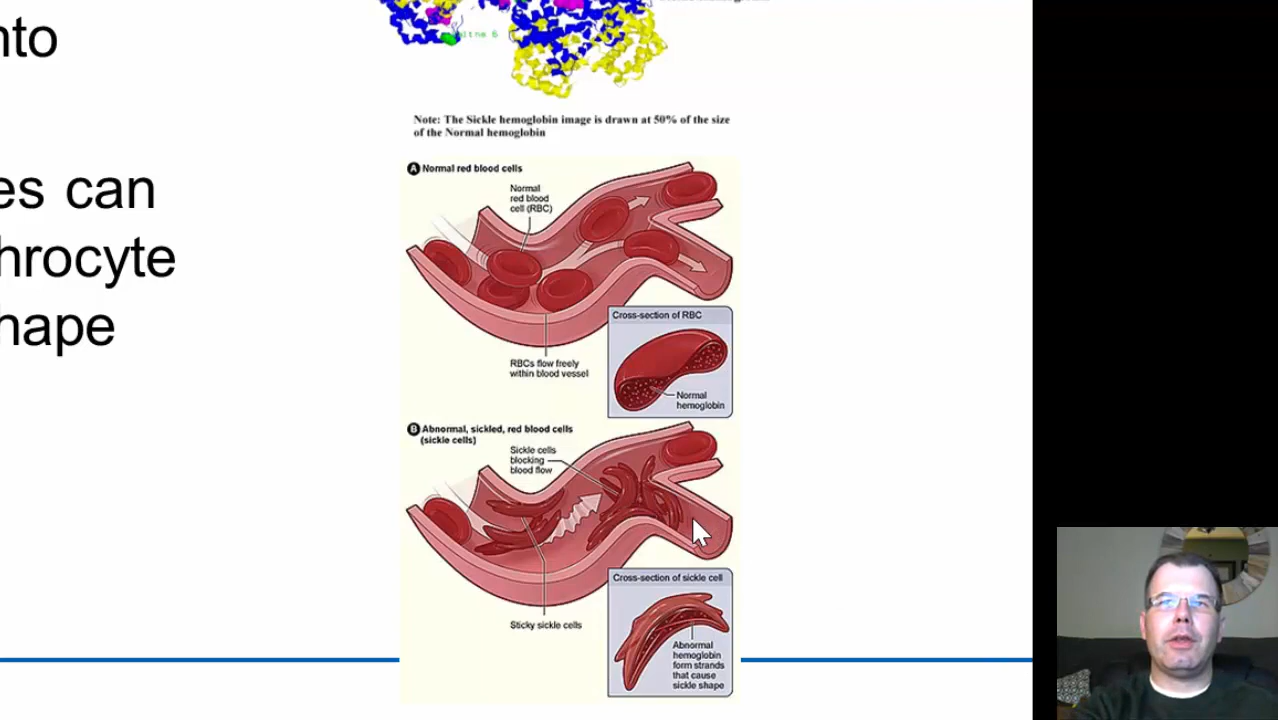 nto
es can
hrocyte
hape
Note: The Sickle hemoglobin image is drawn at 50% of the size
of the Normal hemoglobin
A Normal red blood cells
Normal
red blood
cell (RBC)
Cross-section of RBC
RBCs flow freely
within blood vessel
Normal
hemoglobin
B Abnormal, sickled, red blood cells
(sickle cells)
Sickle cells
blocking
blood flow
Cross-section of sickle cell
Sticky sickle cells
Abnormal
hemoglobin
form strands
that cause
sickle shape